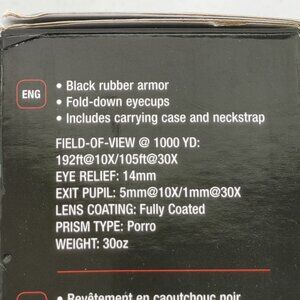 ENG
• Black rubber armor
• Fold-down eyecups
• Includes carrying case and neckstrap
FIELD-OF-VIEW @ 1000 YD:
192ft@10X/105ft@30X
EYE RELIEF: 14mm
EXIT PUPIL: 5mm@10X/1mm@30X
LENS COATING: Fully Coated
PRISM TYPE: Porro
WEIGHT: 30oz
• Revêtement en caoutchouc noir